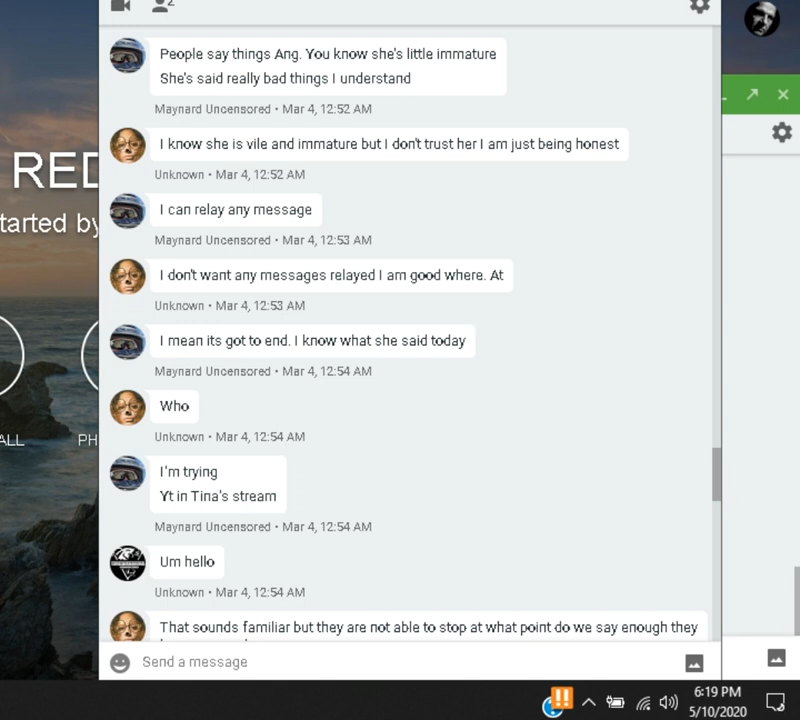 2
People say things Ang. You know she's little immature
She's said really bad things I understand
Maynard Uncensored • Mar 4, 12:52 AM
I know she is vile and immature but I don't trust her I am just being honest
Unknown • Mar 4, 12:52 AM
RED
I can relay any message
tarted by
Maynard Uncensored • Mar 4, 12:53 AM
I don't want any messages relayed I am good where. At
Unknown • Mar 4, 12:53 AM
I mean its got to end. I know what she said today
Maynard Uncensored • Mar 4, 12:54 AM
Who
Unknown • Mar 4, 12:54 AM
ALL
PH
I'm trying
Yt in Tina's stream
Maynard Uncensored • Mar 4, 12:54 AM
Um hello
Unknown • Mar 4, 12:54 AM
That sounds familiar but they are not able to stop at what point do we say enough they
Send a message
6:19 PM
5/10/2020